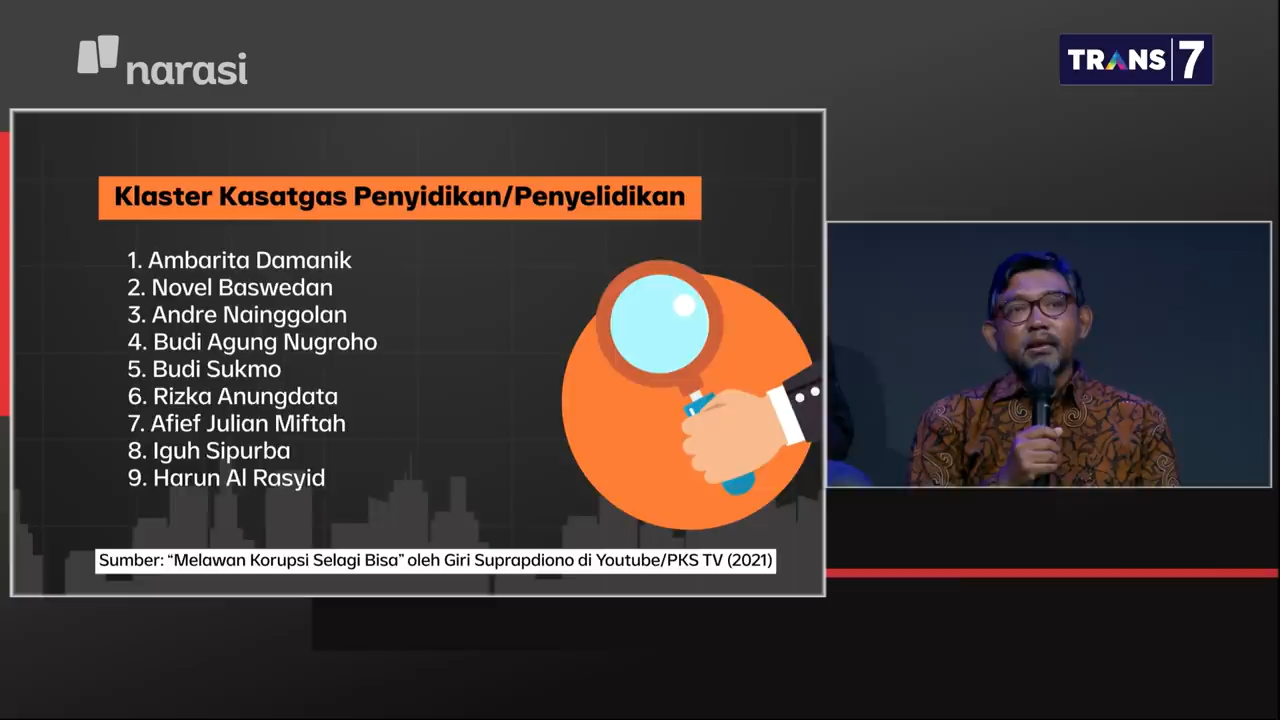 narasi
TRANS 7
Klaster Kasatgas Penyidikan/Penyelidikan
1. Ambarita Damanik
2. Novel Baswedan
3. Andre Nainggolan
4. Budi Agung Nugroho
5. Budi Sukmo
6. Rizka Anungdata
7. Afief Julian Miftah
8. Iguh Sipurba
9. Harun Al Rasyid
Sumber: “Melawan Korupsi Selagi Bisa” oleh Giri Suprapdiono di Youtube/PKS TV (2021)